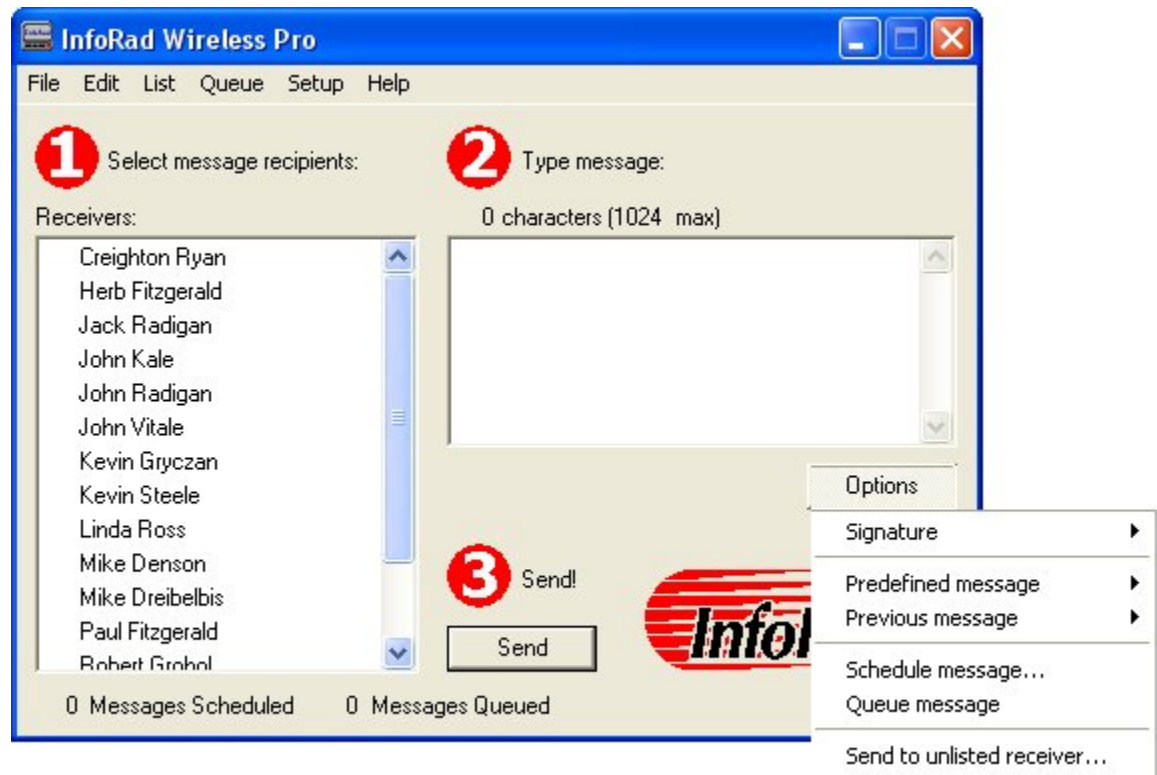 InfoRad Wireless Pro
File Edit List Queue Setup Help
1 Select message recipients:
2 Type message:
Receivers:
0 characters (1024 max)
Creighton Ryan
Herb Fitzgerald
Jack Radigan
John Kale
John Radigan
John Vitale
Kevin Gryczan
Kevin Steele
Linda Ross
Mike Denson
Mike Dreibelbis
Paul Fitzgerald
Robert Grohol
Options
Signature
Predefined message
Previous message
Schedule message...
Queue message
Send to unlisted receiver...
3 Send!
Send
0 Messages Scheduled 0 Messages Queued